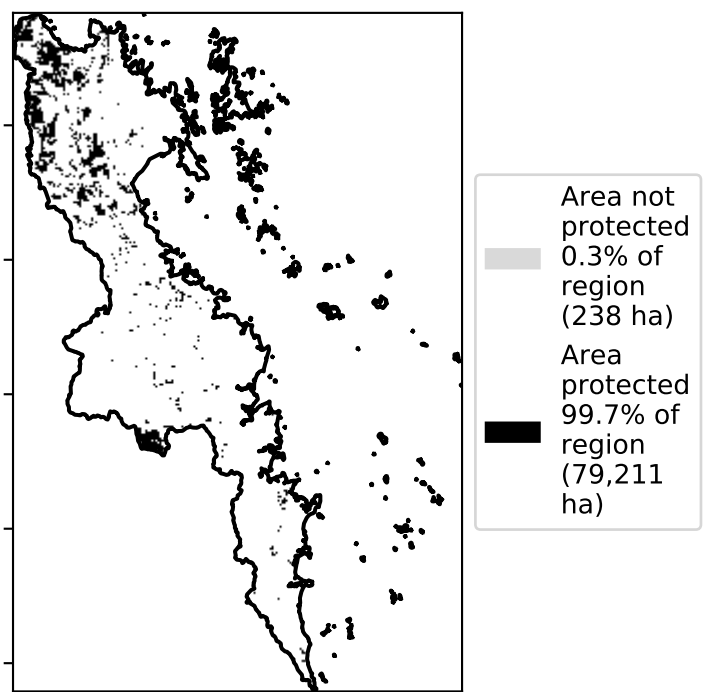 Area not
protected
0.3% of
region
(238 ha)
Area
protected
99.7% of
region
(79,211
ha)